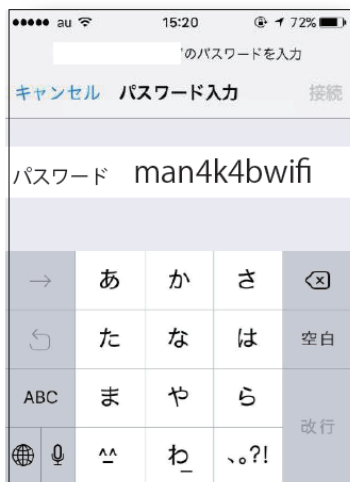 au 15:20 72%
"のパスワードを入力
キャンセル パスワード入力 接続
パスワード man4k4bwifi
→ あ か さ
た な は 空白
ABC ま や ら 改行
^^ わ_ 、。?!